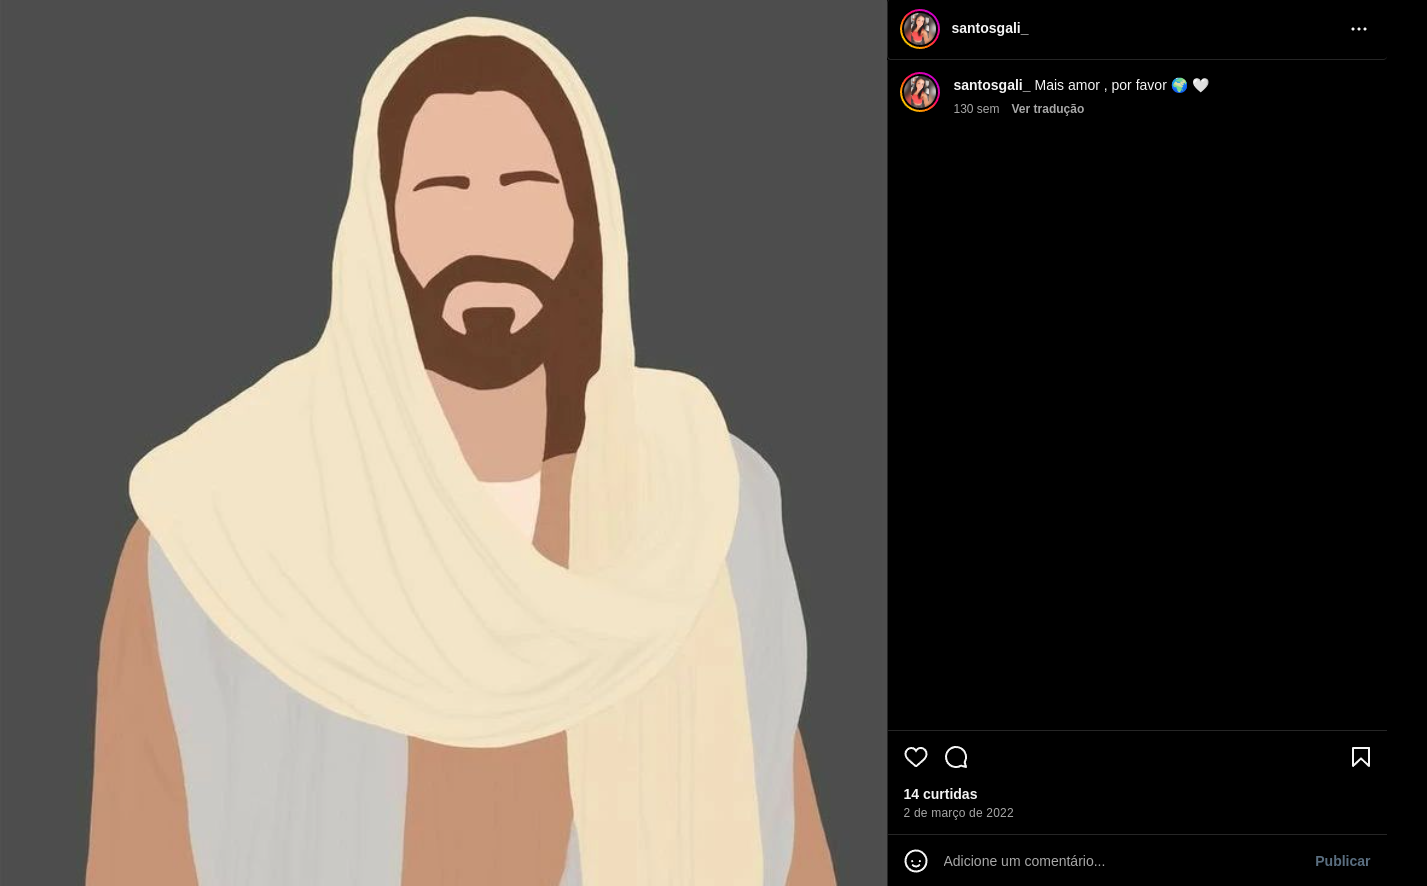 santosgali_
santosgali_ Mais amor , por favor 🌍 🤍
130 sem Ver tradução
14 curtidas
2 de março de 2022
Adicione um comentário... Publicar